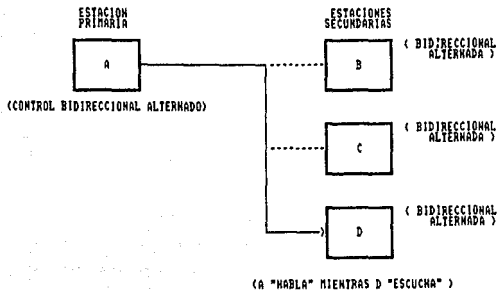 ESTACION
PRIMARIA
ESTACIONES
SECUNDARIAS
A
B
( BIDIRECCIONAL
ALTERNADA )
(CONTROL BIDIRECCIONAL ALTERNADO)
C
( BIDIRECCIONAL
ALTERNADA )
D
( BIDIRECCIONAL
ALTERNADA )
(A "HABLA" MIENTRAS D "ESCUCHA" )